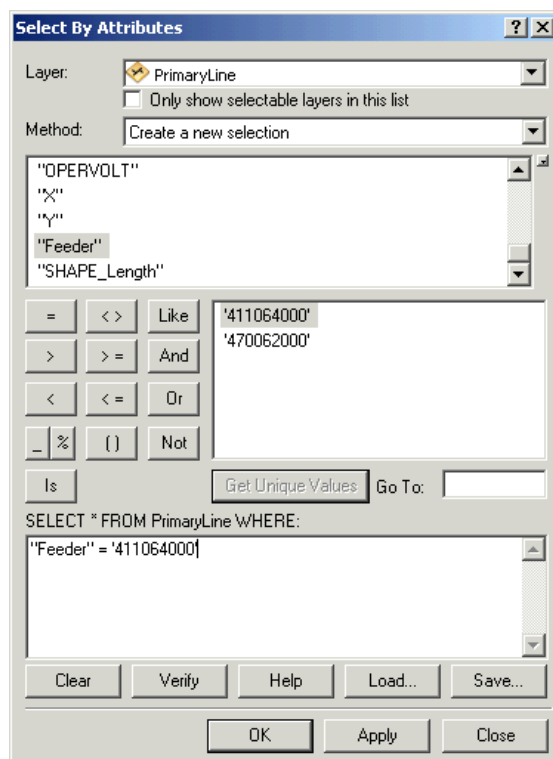 Select By Attributes
Layer: PrimaryLine
Only show selectable layers in this list
Method: Create a new selection
"OPERVOLT"
"X"
"Y"
"Feeder"
"SHAPE_Length"
= < > Like
> > = And
< < = Or
_ % ( ) Not
Is
'411064000'
'470062000'
Get Unique Values Go To:
SELECT * FROM PrimaryLine WHERE:
"Feeder" = '411064000'
Clear Verify Help Load... Save...
OK Apply Close